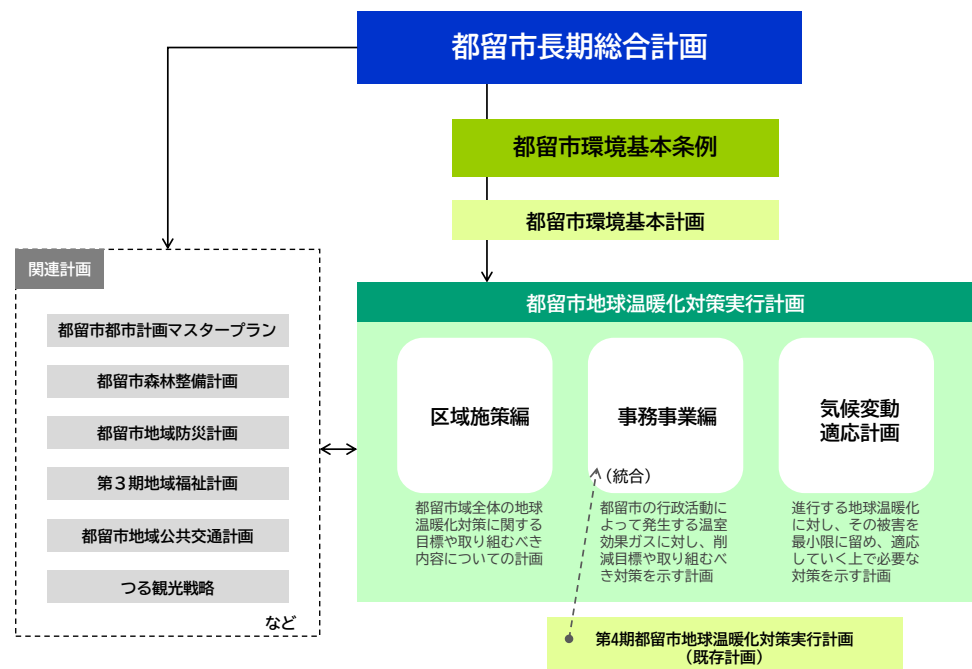 都留市長期総合計画
都留市環境基本条例
都留市環境基本計画
関連計画
都留市都市計画マスタープラン
都留市森林整備計画
都留市地域防災計画
第３期地域福祉計画
都留市地域公共交通計画
つる観光戦略
など
都留市地球温暖化対策実行計画
区域施策編
都留市域全体の地球
温暖化対策に関する
目標や取り組むべき
内容についての計画
事務事業編
（統合）
都留市の行政活動に
よって発生する温室
効果ガスに対し、削
減目標や取り組むべ
き対策を示す計画
気候変動
適応計画
進行する地球温暖化
に対し、その被害を
最小限に留め、適応
していく上で必要な
対策を示す計画
第4期都留市地球温暖化対策実行計画
（既存計画）